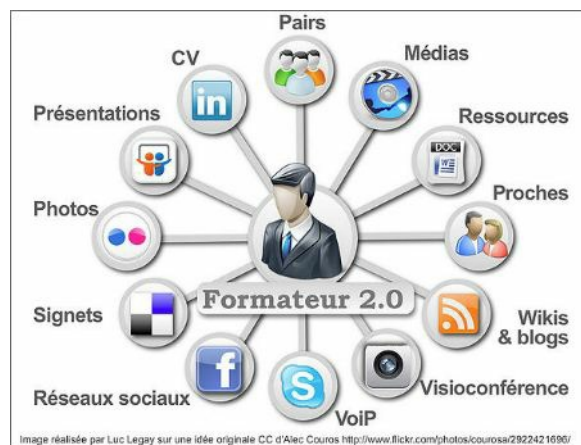 Pairs
Médias
CV
in
Présentations
Ressources
DOC
W
Photos
Proches
Formateur 2.0
Signets
Wikis
& blogs
f
S
Réseaux sociaux
Visioconférence
VoiP
Image réalisée par Luc Legay sur une idée originale CC d'Alec Couros http://www.flickr.com/photos/courosa/2922421696/